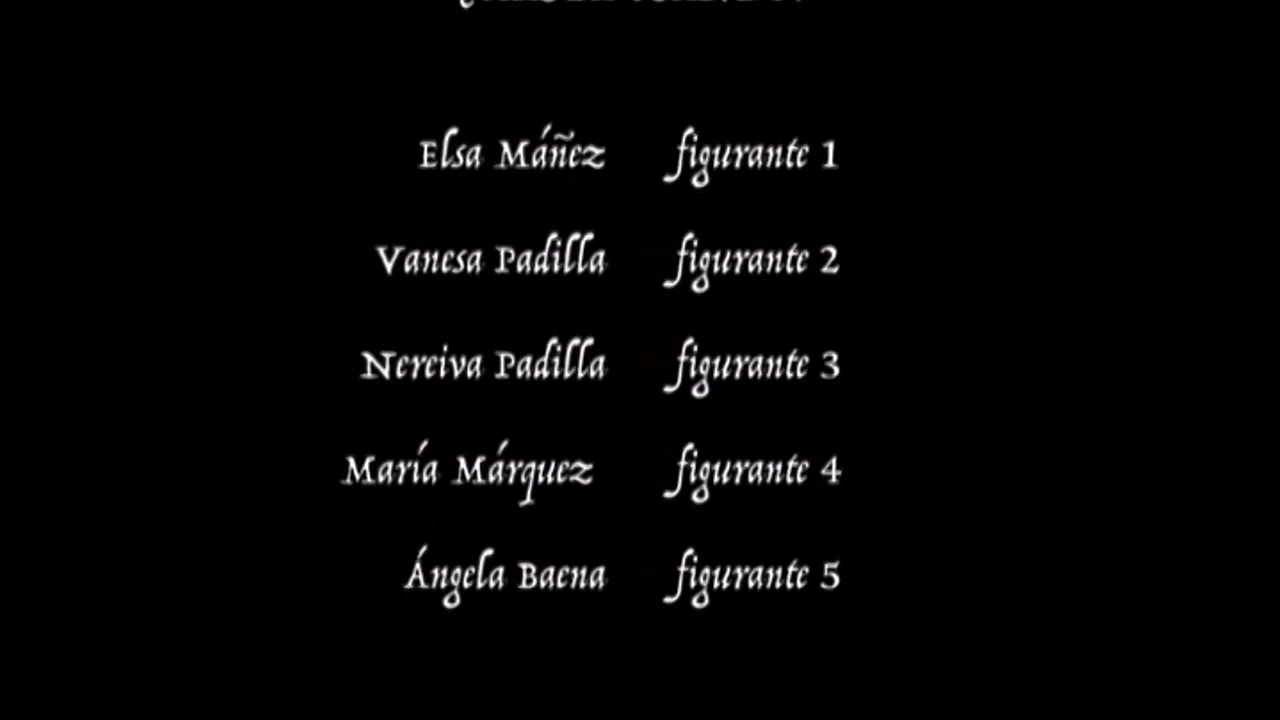 Elsa Máñez figurante 1
Vanesa Padilla figurante 2
Nereiva Padilla figurante 3
María Márquez figurante 4
Ángela Baena figurante 5